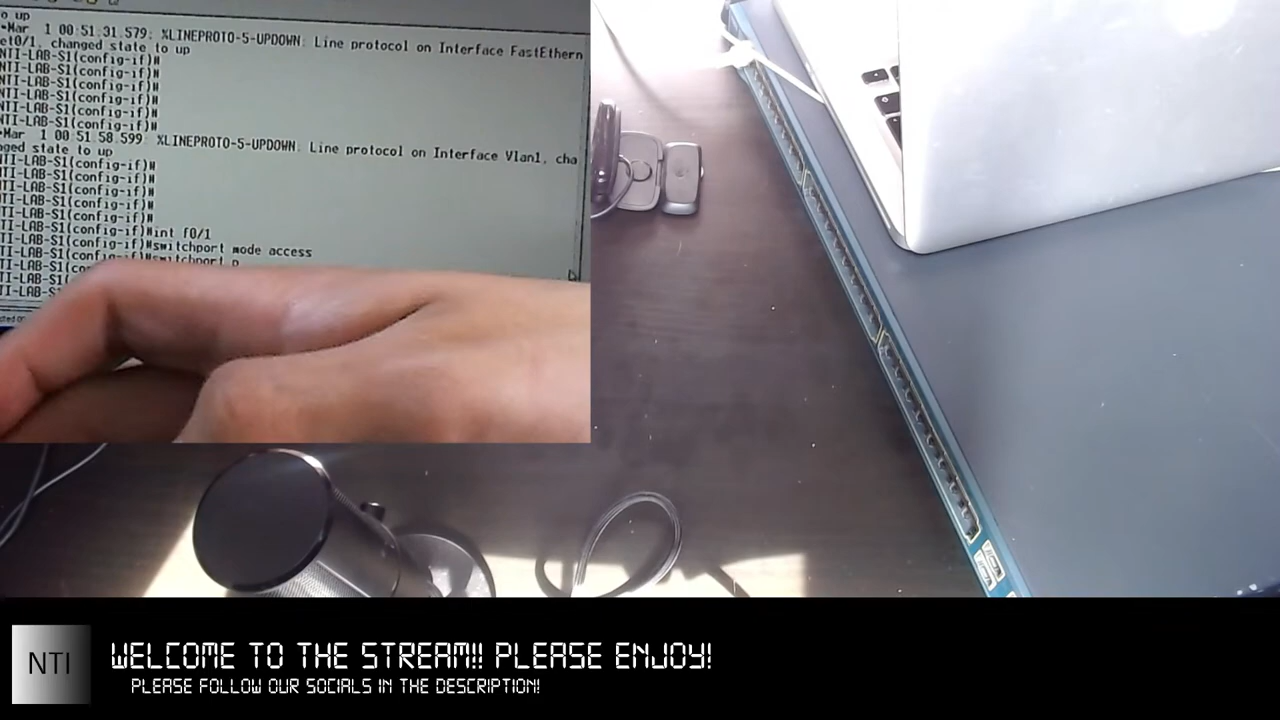 o up
*Mar 1 00:51:31.579: %LINEPROTO-5-UPDOWN: Line protocol on Interface FastEthern
et0/1, changed state to up
NTI-LAB-S1(config-if)#
NTI-LAB-S1(config-if)#
NTI-LAB-S1(config-if)#
NTI-LAB-S1(config-if)#
NTI-LAB-S1(config-if)#
*Mar 1 00:51:58.599: %LINEPROTO-5-UPDOWN: Line protocol on Interface Vlan1, cha
nged state to up
NTI-LAB-S1(config-if)#
NTI-LAB-S1(config-if)#
NTI-LAB-S1(config-if)#
NTI-LAB-S1(config-if)#
NTI-LAB-S1(config-if)#int f0/1
NTI-LAB-S1(config-if)#switchport mode access
NTI-LAB-S1(config-if)#switchport p
NTI-LAB-S1(co
NTI-LAB-S
NTI
WELCOME TO THE STREAM!! PLEASE ENJOY!
PLEASE FOLLOW OUR SOCIALS IN THE DESCRIPTION!